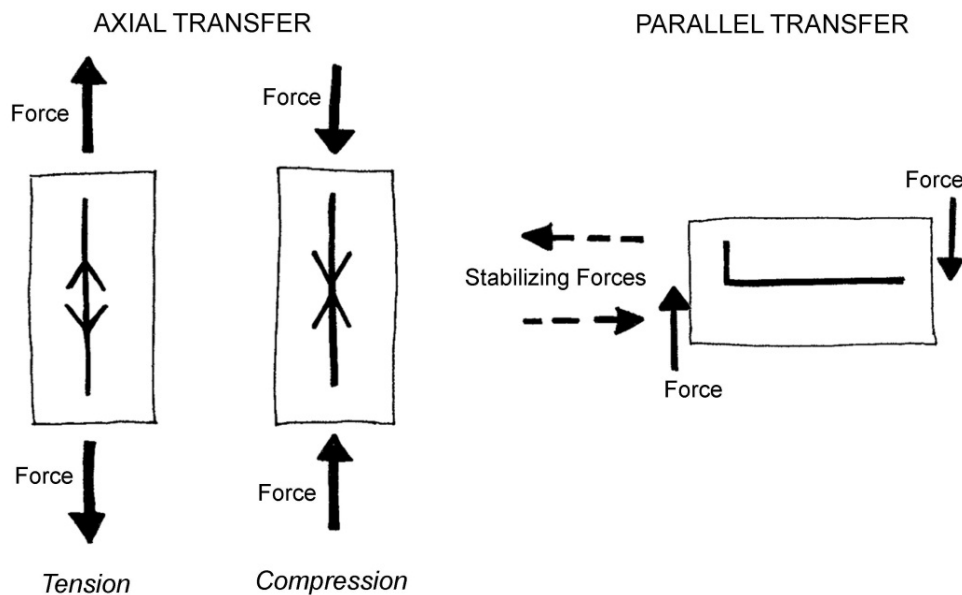 AXIAL TRANSFER
Force
Force
Force
Force
Tension
Compression
PARALLEL TRANSFER
Force
Stabilizing Forces
Force